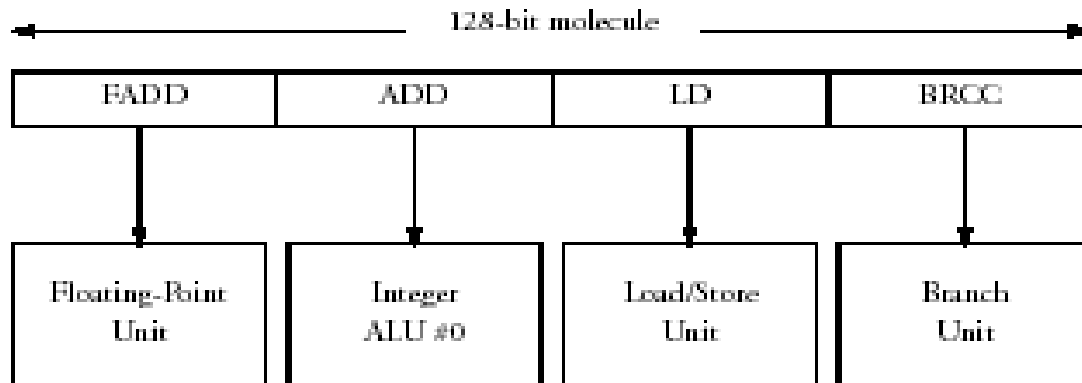 128-bit molecule
FADD ADD LD BRCC
Floating-Point Integer Load/Store Branch
Unit ALU #0 Unit Unit